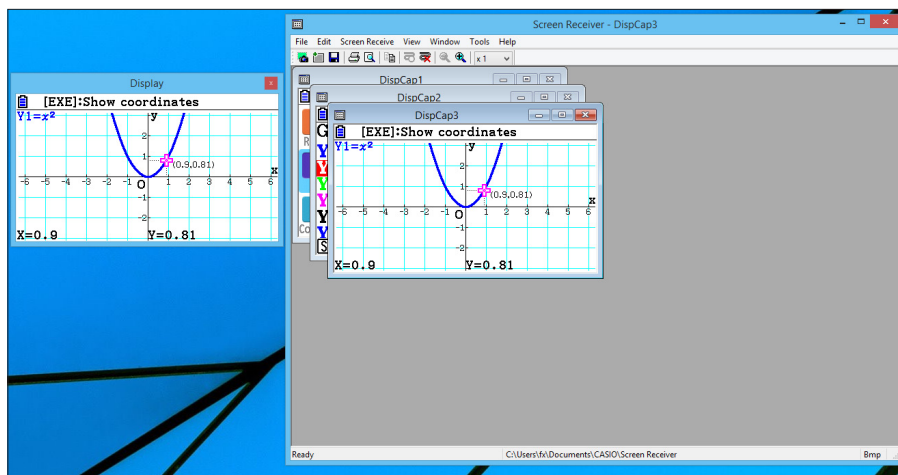 Screen Receiver - DispCap3
File Edit Screen Receive View Window Tools Help
x 1
Display
[EXE]:Show coordinates
Y1=x²
y
2
1
(0.9,0.81)
x
-6 -5 -4 -3 -2 -1 O 1 2 3 4 5 6
-1
-2
X=0.9 Y=0.81
DispCap1
DispCap2
DispCap3
R
Co
G
Y
Y
Y
Y
Y
Y
S
[EXE]:Show coordinates
Y1=x²
y
2
1
(0.9,0.81)
x
-6 -5 -4 -3 -2 -1 O 1 2 3 4 5 6
-1
-2
X=0.9 Y=0.81
Ready C:\Users\fx\Documents\CASIO\Screen Receiver Bmp